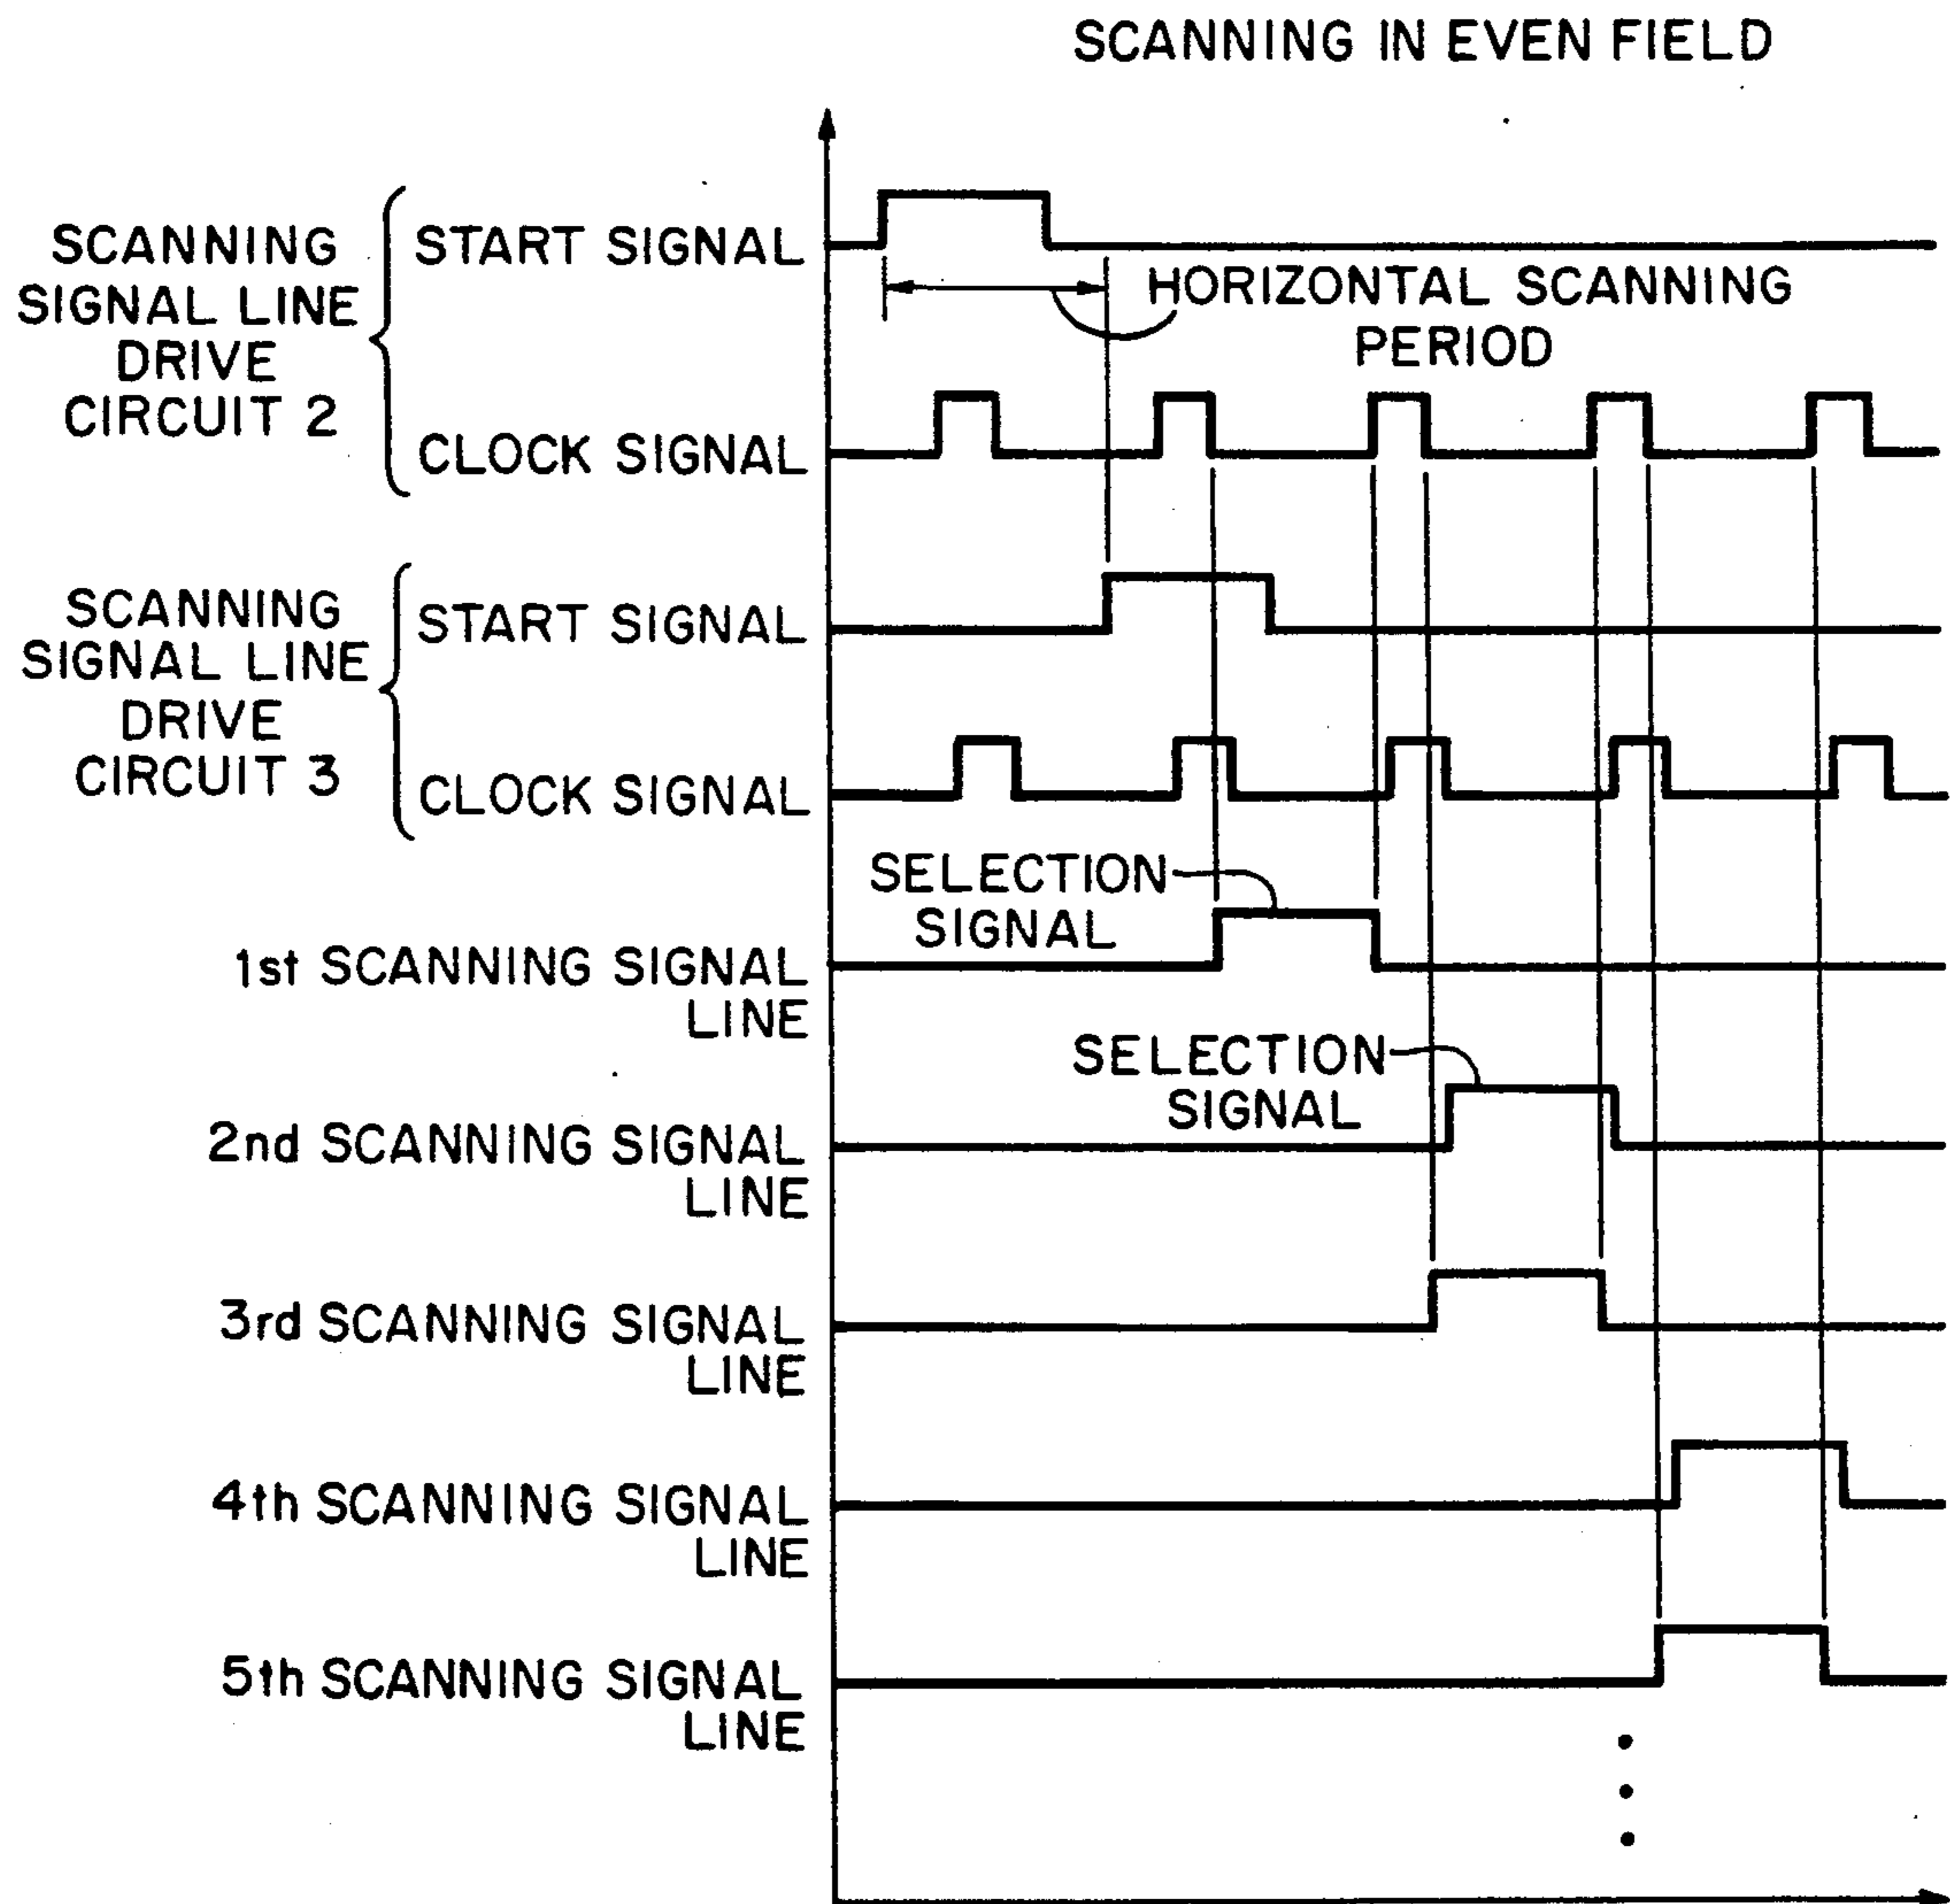 SCANNING IN EVEN FIELD
SCANNING
SIGNAL LINE
DRIVE
CIRCUIT 2
START SIGNAL
HORIZONTAL SCANNING
PERIOD
CLOCK SIGNAL
SCANNING
SIGNAL LINE
DRIVE
CIRCUIT 3
START SIGNAL
CLOCK SIGNAL
SELECTION
SIGNAL
1st SCANNING SIGNAL
LINE
SELECTION
SIGNAL
2nd SCANNING SIGNAL
LINE
3rd SCANNING SIGNAL
LINE
4th SCANNING SIGNAL
LINE
5th SCANNING SIGNAL
LINE